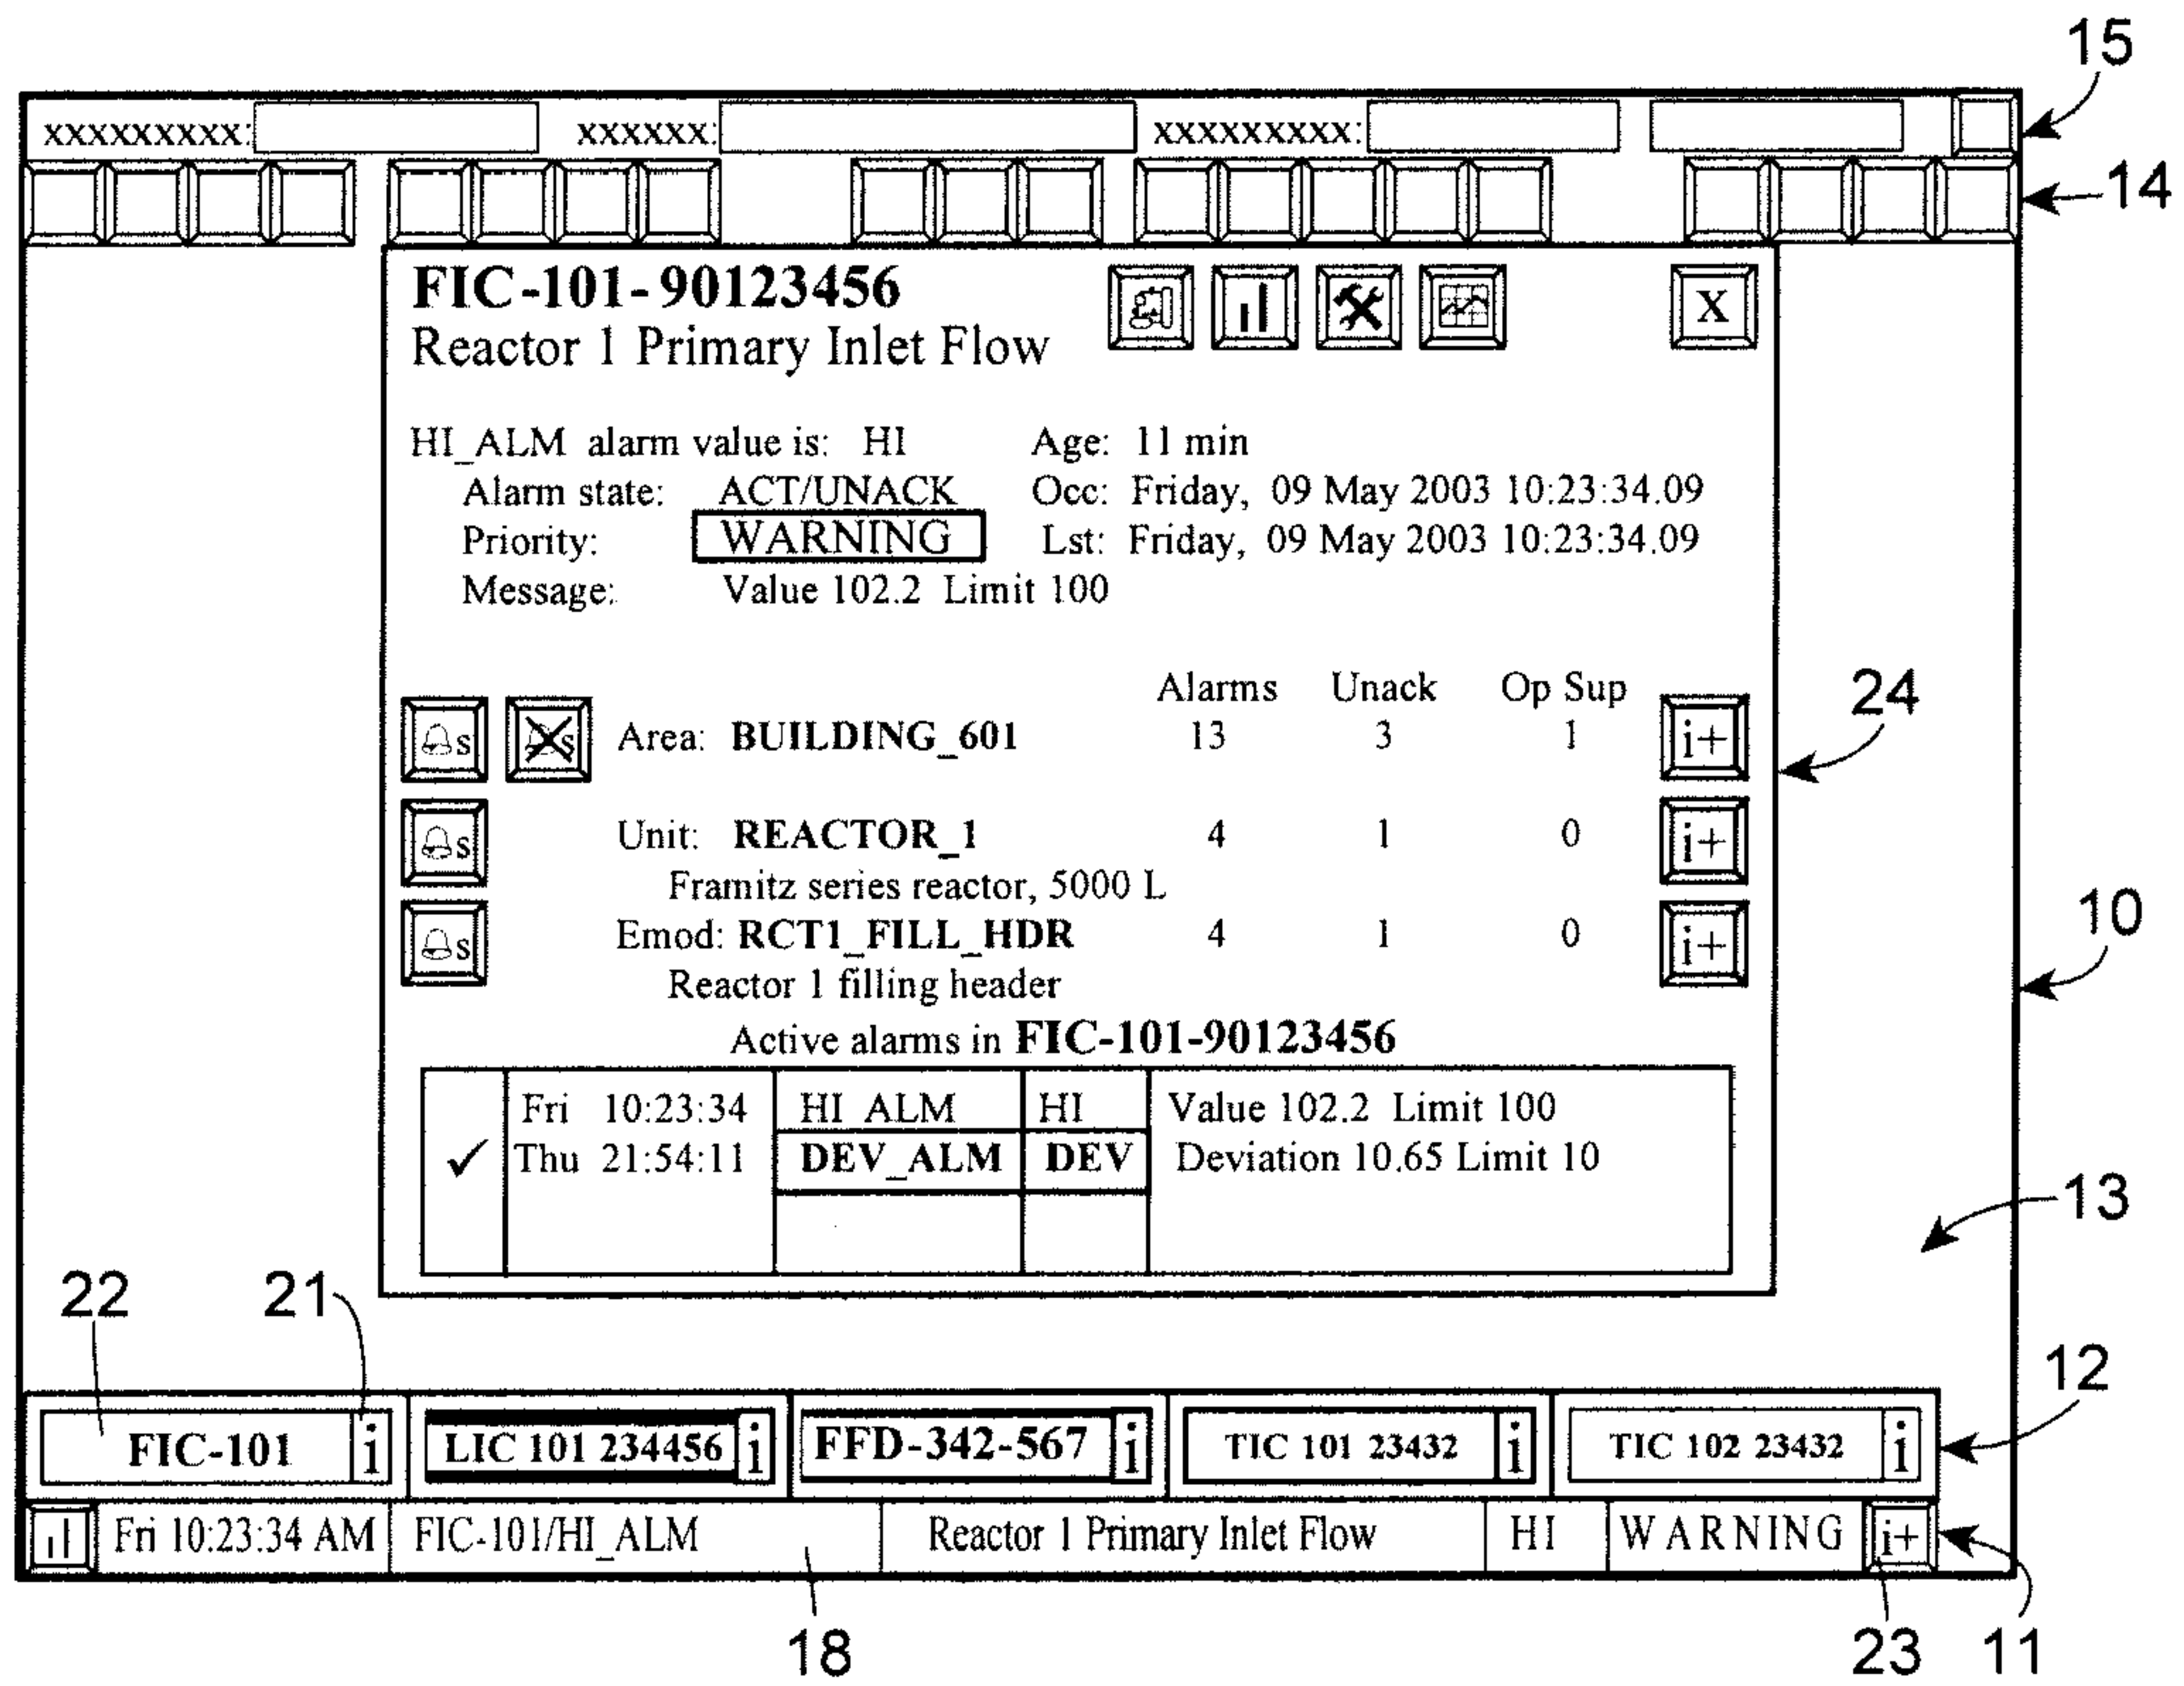 15
xxxxxxxxx: xxxxxx: xxxxxxxxx:
14
FIC-101-90123456 X
Reactor 1 Primary Inlet Flow
HI_ALM alarm value is: HI Age: 11 min
Alarm state: ACT/UNACK Occ: Friday, 09 May 2003 10:23:34.09
Priority: WARNING Lst: Friday, 09 May 2003 10:23:34.09
Message: Value 102.2 Limit 100
Alarms Unack Op Sup
24
s s Area: BUILDING_601 13 3 1 i+
s Unit: REACTOR_1 4 1 0 i+
Framitz series reactor, 5000 L
10
s Emod: RCT1_FILL_HDR 4 1 0 i+
Reactor 1 filling header
Active alarms in FIC-101-90123456
Fri 10:23:34 HI_ALM HI Value 102.2 Limit 100
✓ Thu 21:54:11 DEV_ALM DEV Deviation 10.65 Limit 10
13
22 21
12
FIC-101 i LIC 101 234456 i FFD-342-567 i TIC 101 23432 i TIC 102 23432 i
Fri 10:23:34 AM FIC-101/HI_ALM Reactor 1 Primary Inlet Flow HI WARNING i+
18 23 11